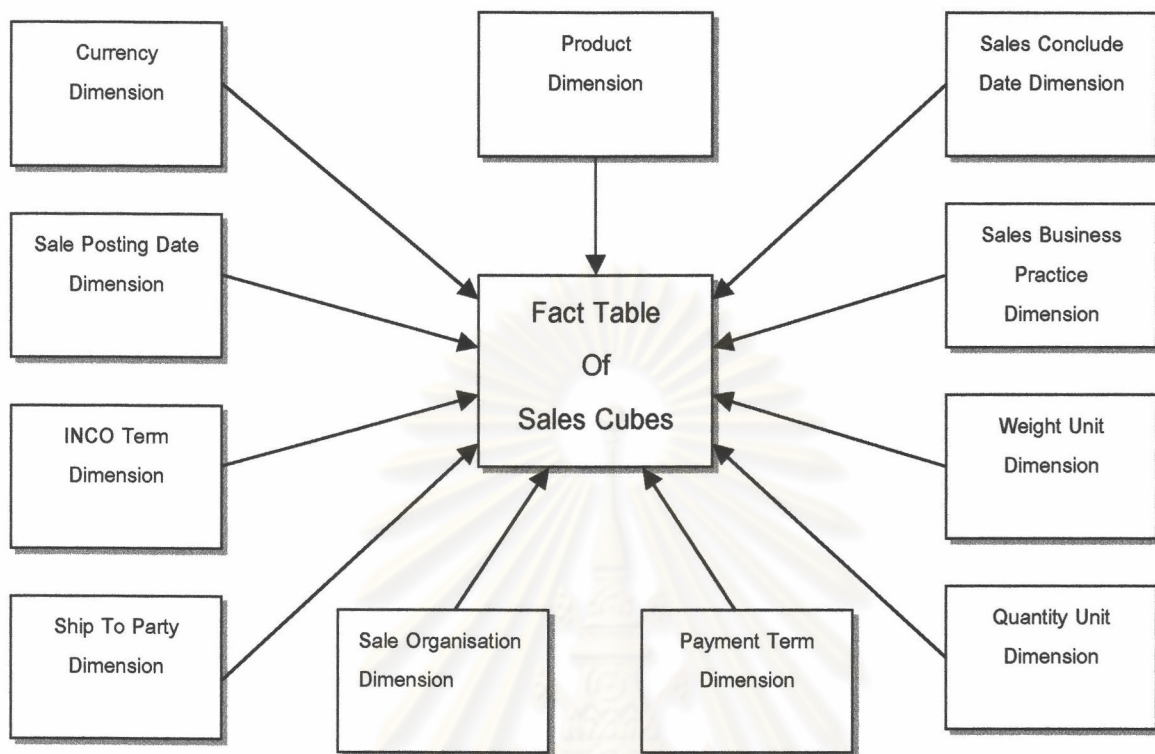 Currency
Dimension
Product
Dimension
Sales Conclude
Date Dimension
Sale Posting Date
Dimension
Sales Business
Practice
Dimension
Fact Table
Of
Sales Cubes
INCO Term
Dimension
Weight Unit
Dimension
Ship To Party
Dimension
Sale Organisation
Dimension
Payment Term
Dimension
Quantity Unit
Dimension